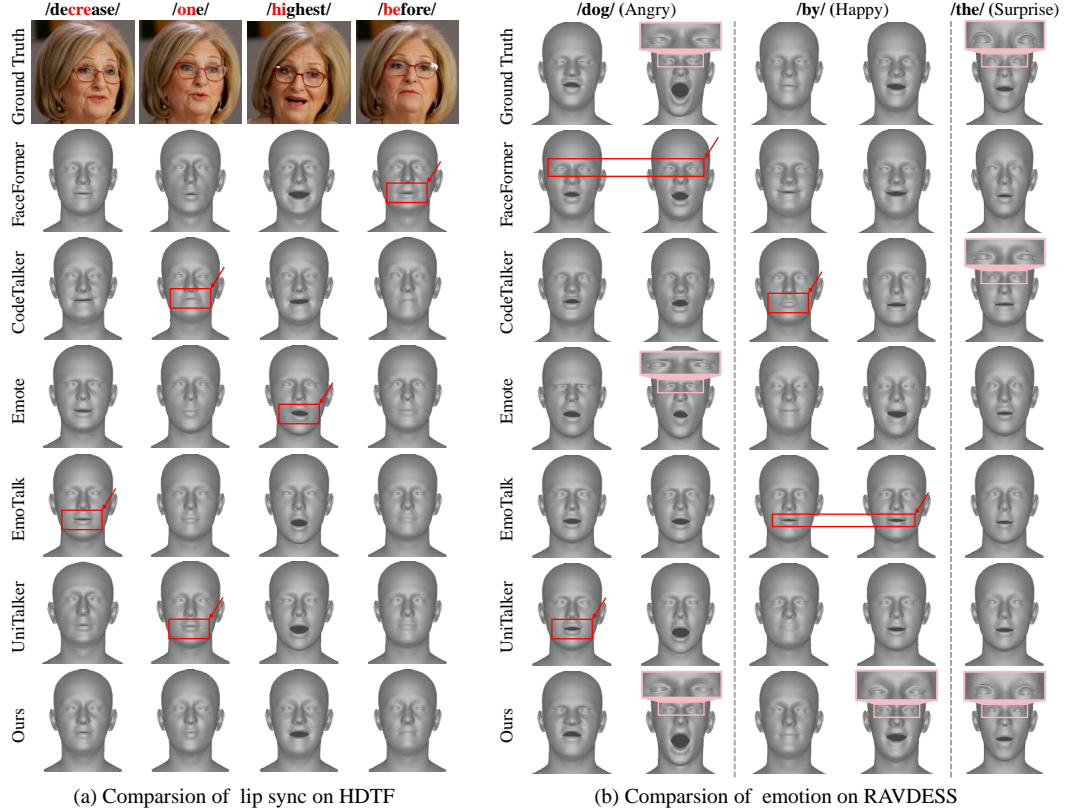 /decrease/ /one/ /highest/ /before/ /dog/ (Angry) /by/ (Happy) /the/ (Surprise)
Ground Truth Ground Truth
FaceFormer FaceFormer
CodeTalker CodeTalker
Emote Emote
EmoTalk EmoTalk
UniTalker UniTalker
Ours Ours
(a) Comparsion of lip sync on HDTF (b) Comparsion of emotion on RAVDESS